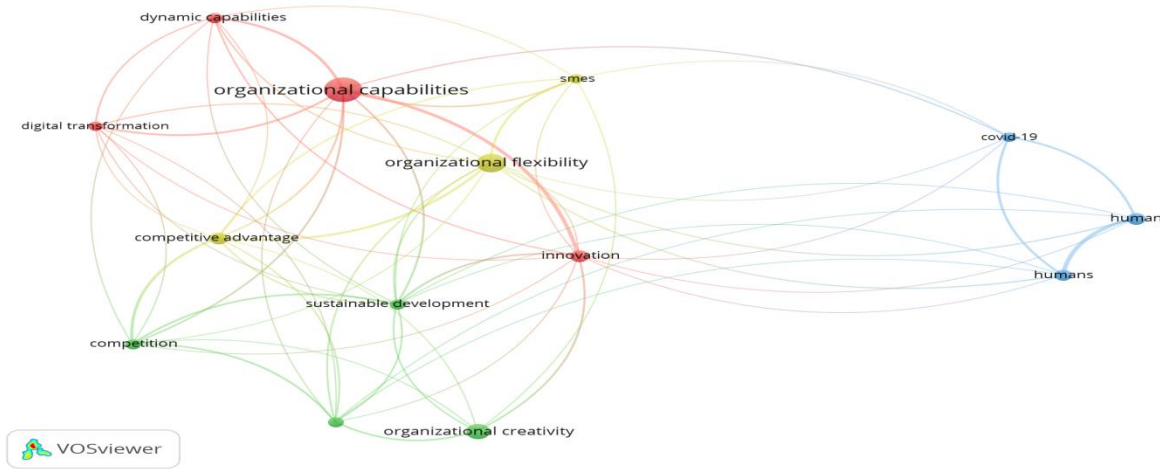 dynamic capabilities
organizational capabilities
smes
digital transformation
covid-19
organizational flexibility
human
competitive advantage
innovation
humans
sustainable development
competition
organizational creativity
VOSviewer